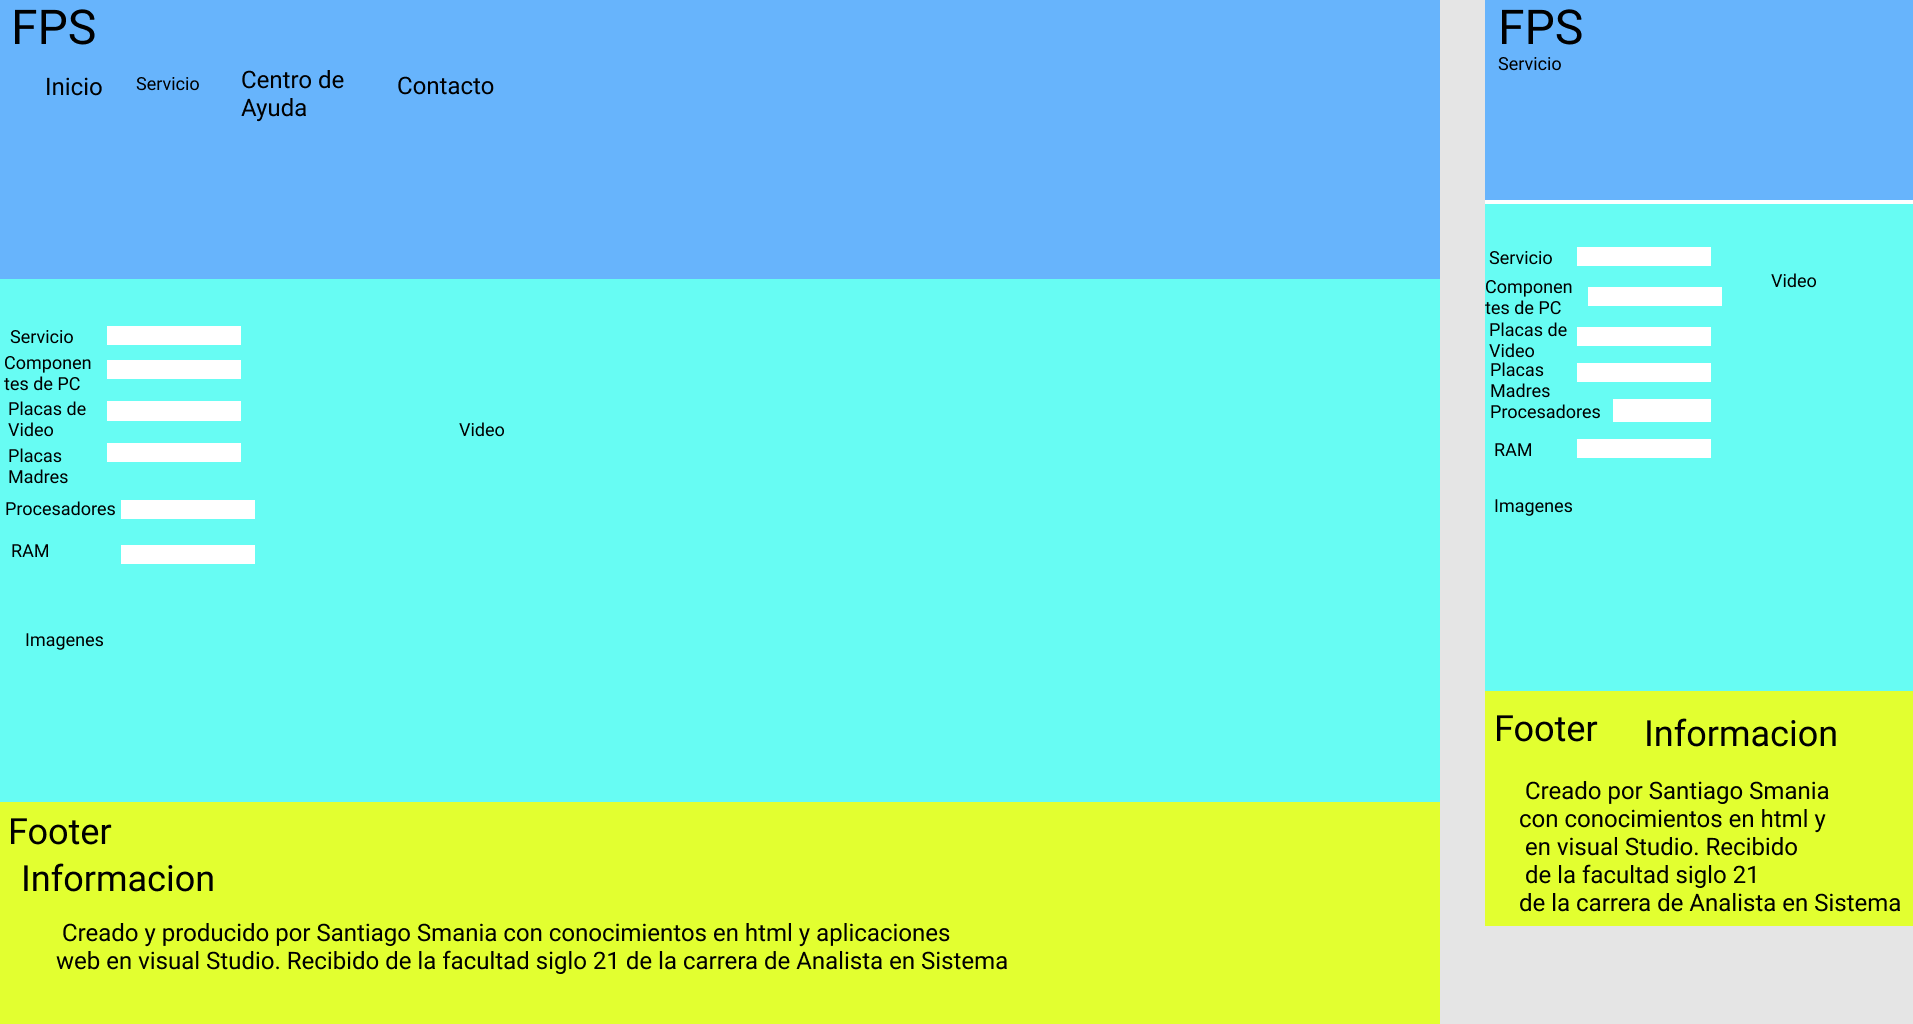 FPS
Inicio
Servicio
Centro de
Ayuda
Contacto
Servicio
Componen
tes de PC
Placas de
Video
Placas
Madres
Procesadores
RAM
Video
Imagenes
Footer
Informacion
Creado y producido por Santiago Smania con conocimientos en html y aplicaciones
web en visual Studio. Recibido de la facultad siglo 21 de la carrera de Analista en Sistema
FPS
Servicio
Servicio
Componen
tes de PC
Placas de
Video
Placas
Madres
Procesadores
RAM
Video
Imagenes
Footer
Informacion
Creado por Santiago Smania
con conocimientos en html y
en visual Studio. Recibido
de la facultad siglo 21
de la carrera de Analista en Sistema